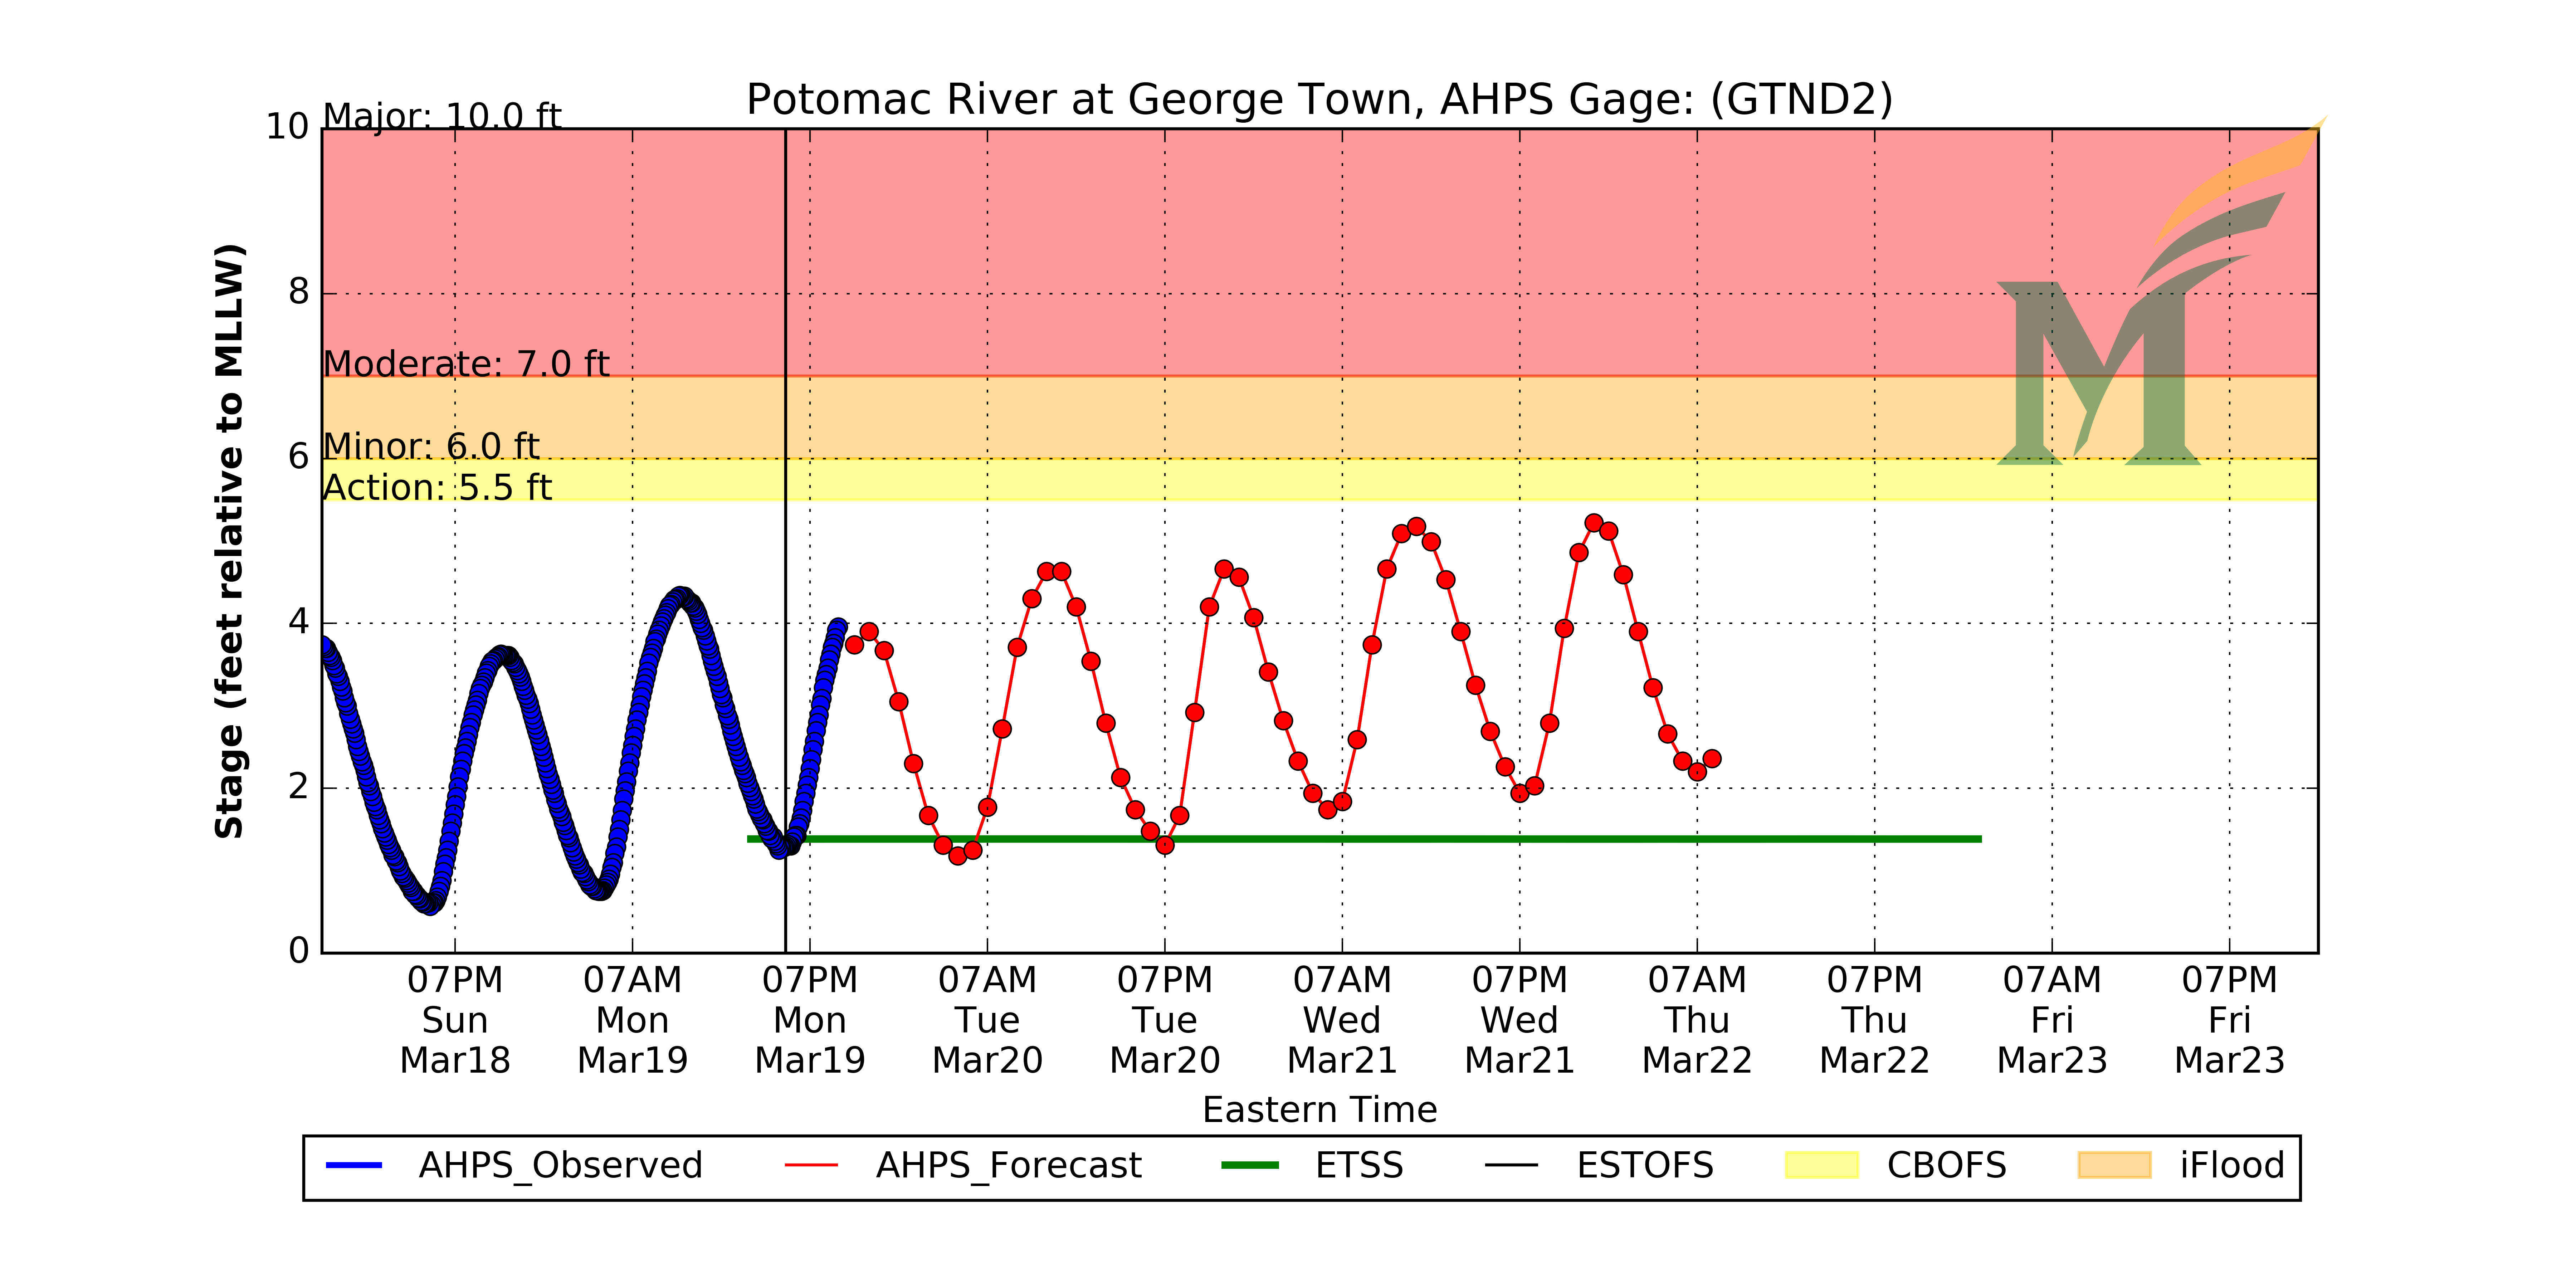 Potomac River at George Town, AHPS Gage: (GTND2)
Major: 10.0 ft
Moderate: 7.0 ft
Minor: 6.0 ft
Action: 5.5 ft
10
8
6
4
2
0
Stage (feet relative to MLLW)
07PM 07AM 07PM 07AM 07PM 07AM 07PM 07AM 07PM 07AM 07PM
Sun Mon Mon Tue Tue Wed Wed Thu Thu Fri Fri
Mar18 Mar19 Mar19 Mar20 Mar20 Mar21 Mar21 Mar22 Mar22 Mar23 Mar23
Eastern Time
AHPS_Observed AHPS_Forecast ETSS ESTOFS CBOFS iFlood
M